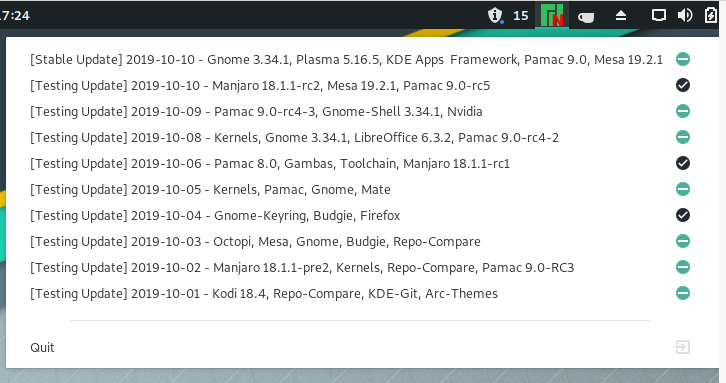 7:24 15 N
[Stable Update] 2019-10-10 - Gnome 3.34.1, Plasma 5.16.5, KDE Apps Framework, Pamac 9.0, Mesa 19.2.1
[Testing Update] 2019-10-10 - Manjaro 18.1.1-rc2, Mesa 19.2.1, Pamac 9.0-rc5
[Testing Update] 2019-10-09 - Pamac 9.0-rc4-3, Gnome-Shell 3.34.1, Nvidia
[Testing Update] 2019-10-08 - Kernels, Gnome 3.34.1, LibreOffice 6.3.2, Pamac 9.0-rc4-2
[Testing Update] 2019-10-06 - Pamac 8.0, Gambas, Toolchain, Manjaro 18.1.1-rc1
[Testing Update] 2019-10-05 - Kernels, Pamac, Gnome, Mate
[Testing Update] 2019-10-04 - Gnome-Keyring, Budgie, Firefox
[Testing Update] 2019-10-03 - Octopi, Mesa, Gnome, Budgie, Repo-Compare
[Testing Update] 2019-10-02 - Manjaro 18.1.1-pre2, Kernels, Repo-Compare, Pamac 9.0-RC3
[Testing Update] 2019-10-01 - Kodi 18.4, Repo-Compare, KDE-Git, Arc-Themes
Quit